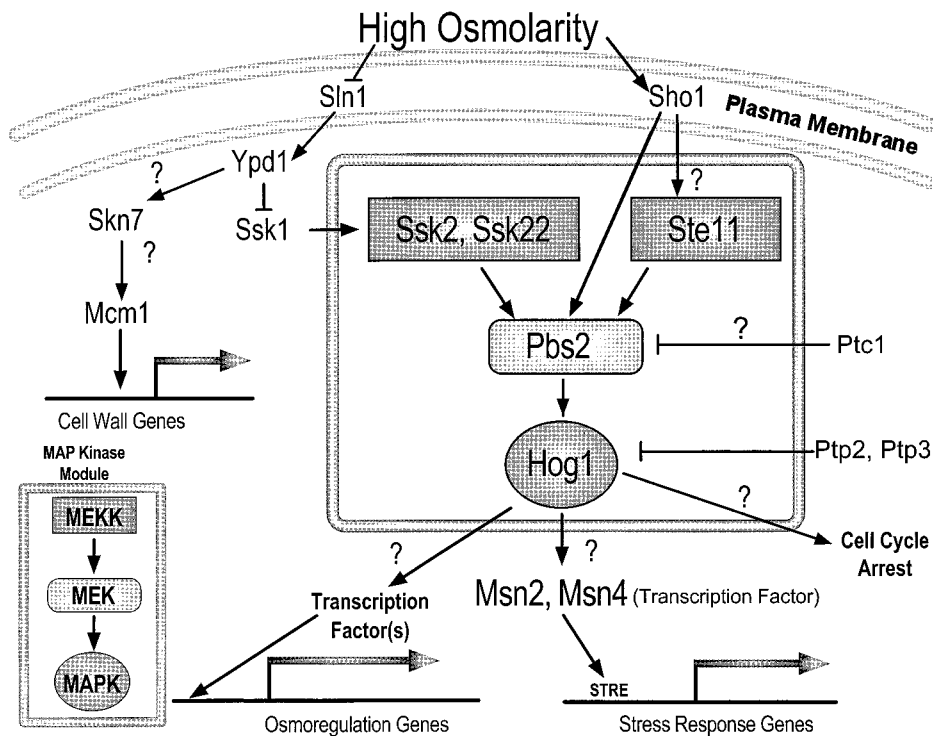 High Osmolarity
Sln1
Sho1
Plasma Membrane
?
Ypd1
?
Skn7
Ssk1
Ssk2, Ssk22
Ste11
?
Mcm1
Pbs2
?
Ptc1
Cell Wall Genes
MAP Kinase
Module
Hog1
Ptp2, Ptp3
MEKK
?
?
?
Cell Cycle
Arrest
MEK
Transcription
Factor(s)
Msn2, Msn4 (Transcription Factor)
MAPK
STRE
Osmoregulation Genes
Stress Response Genes